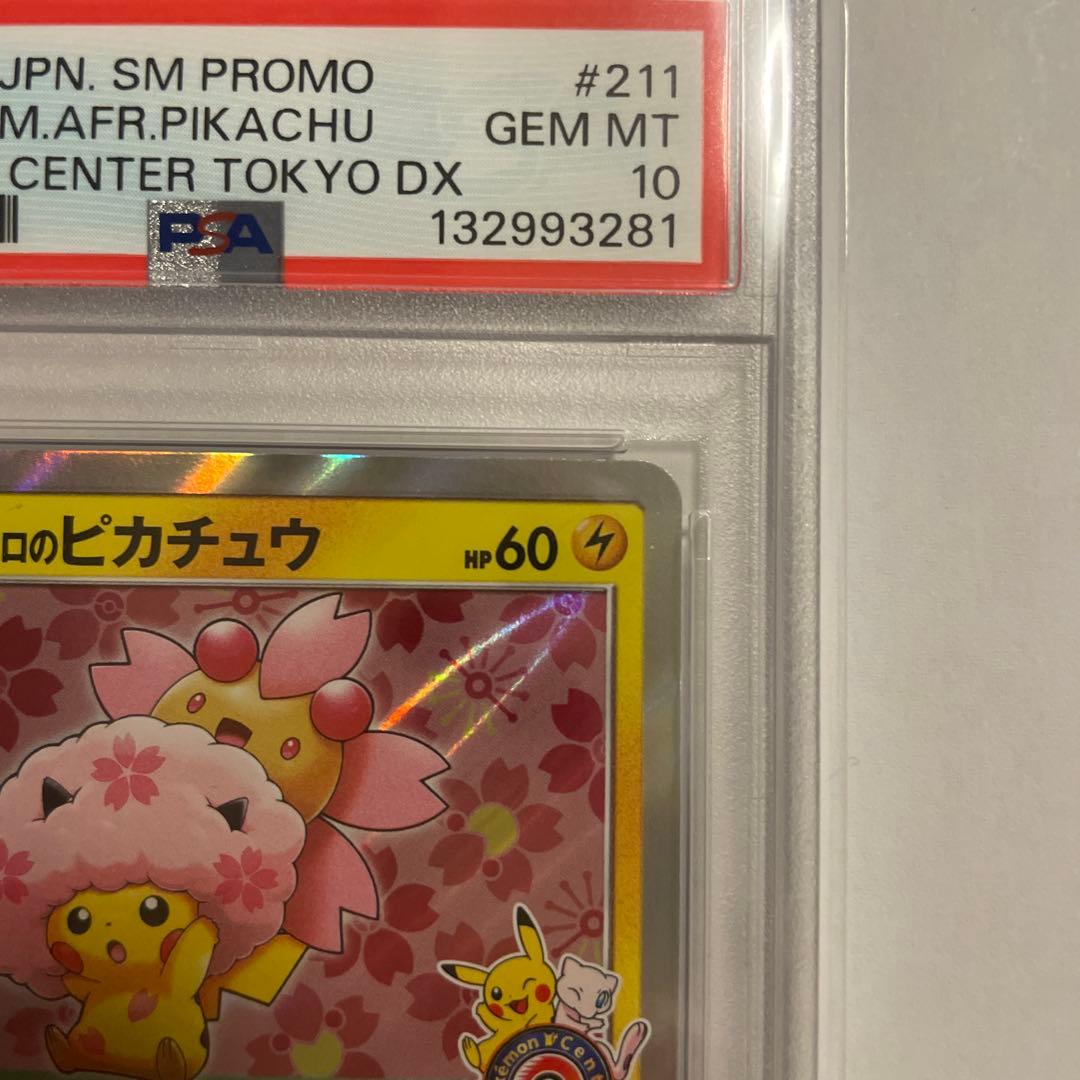 JPN. SM PROMO #211
M.AFR.PIKACHU GEM MT
CENTER TOKYO DX 10
PSA 132993281
ロのピカチュウ HP60